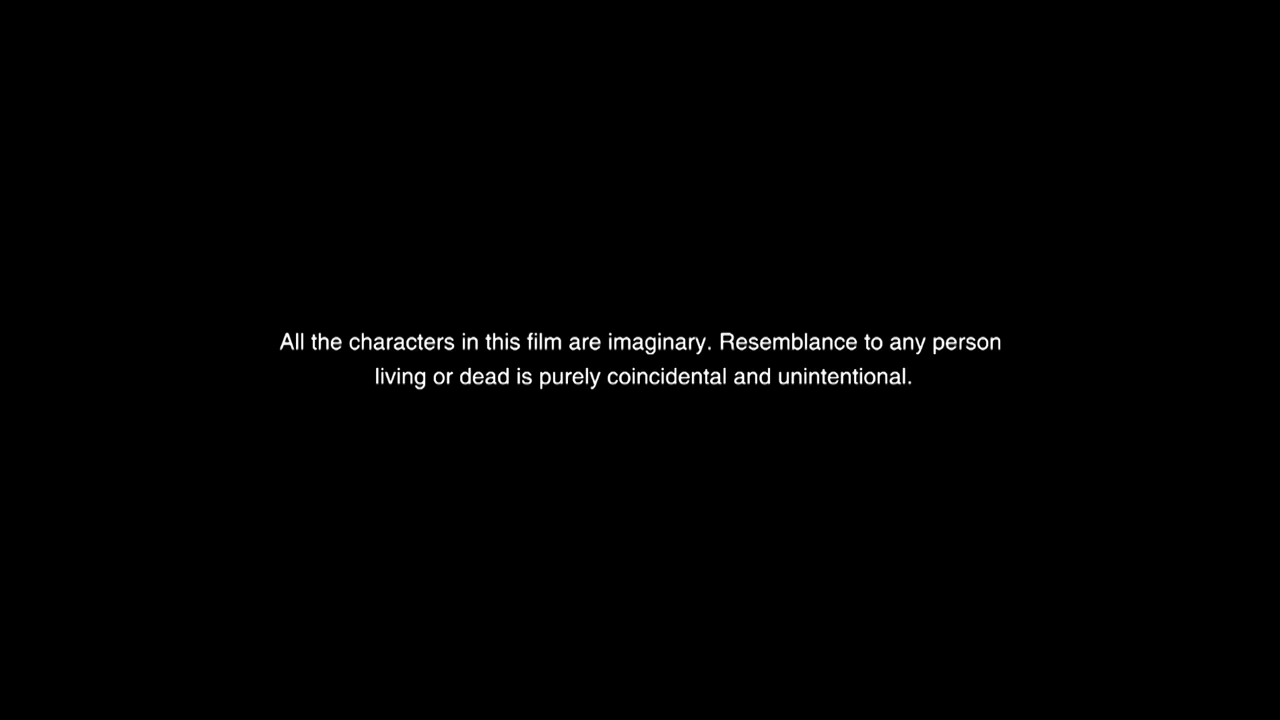 All the characters in this film are imaginary. Resemblance to any person
living or dead is purely coincidental and unintentional.